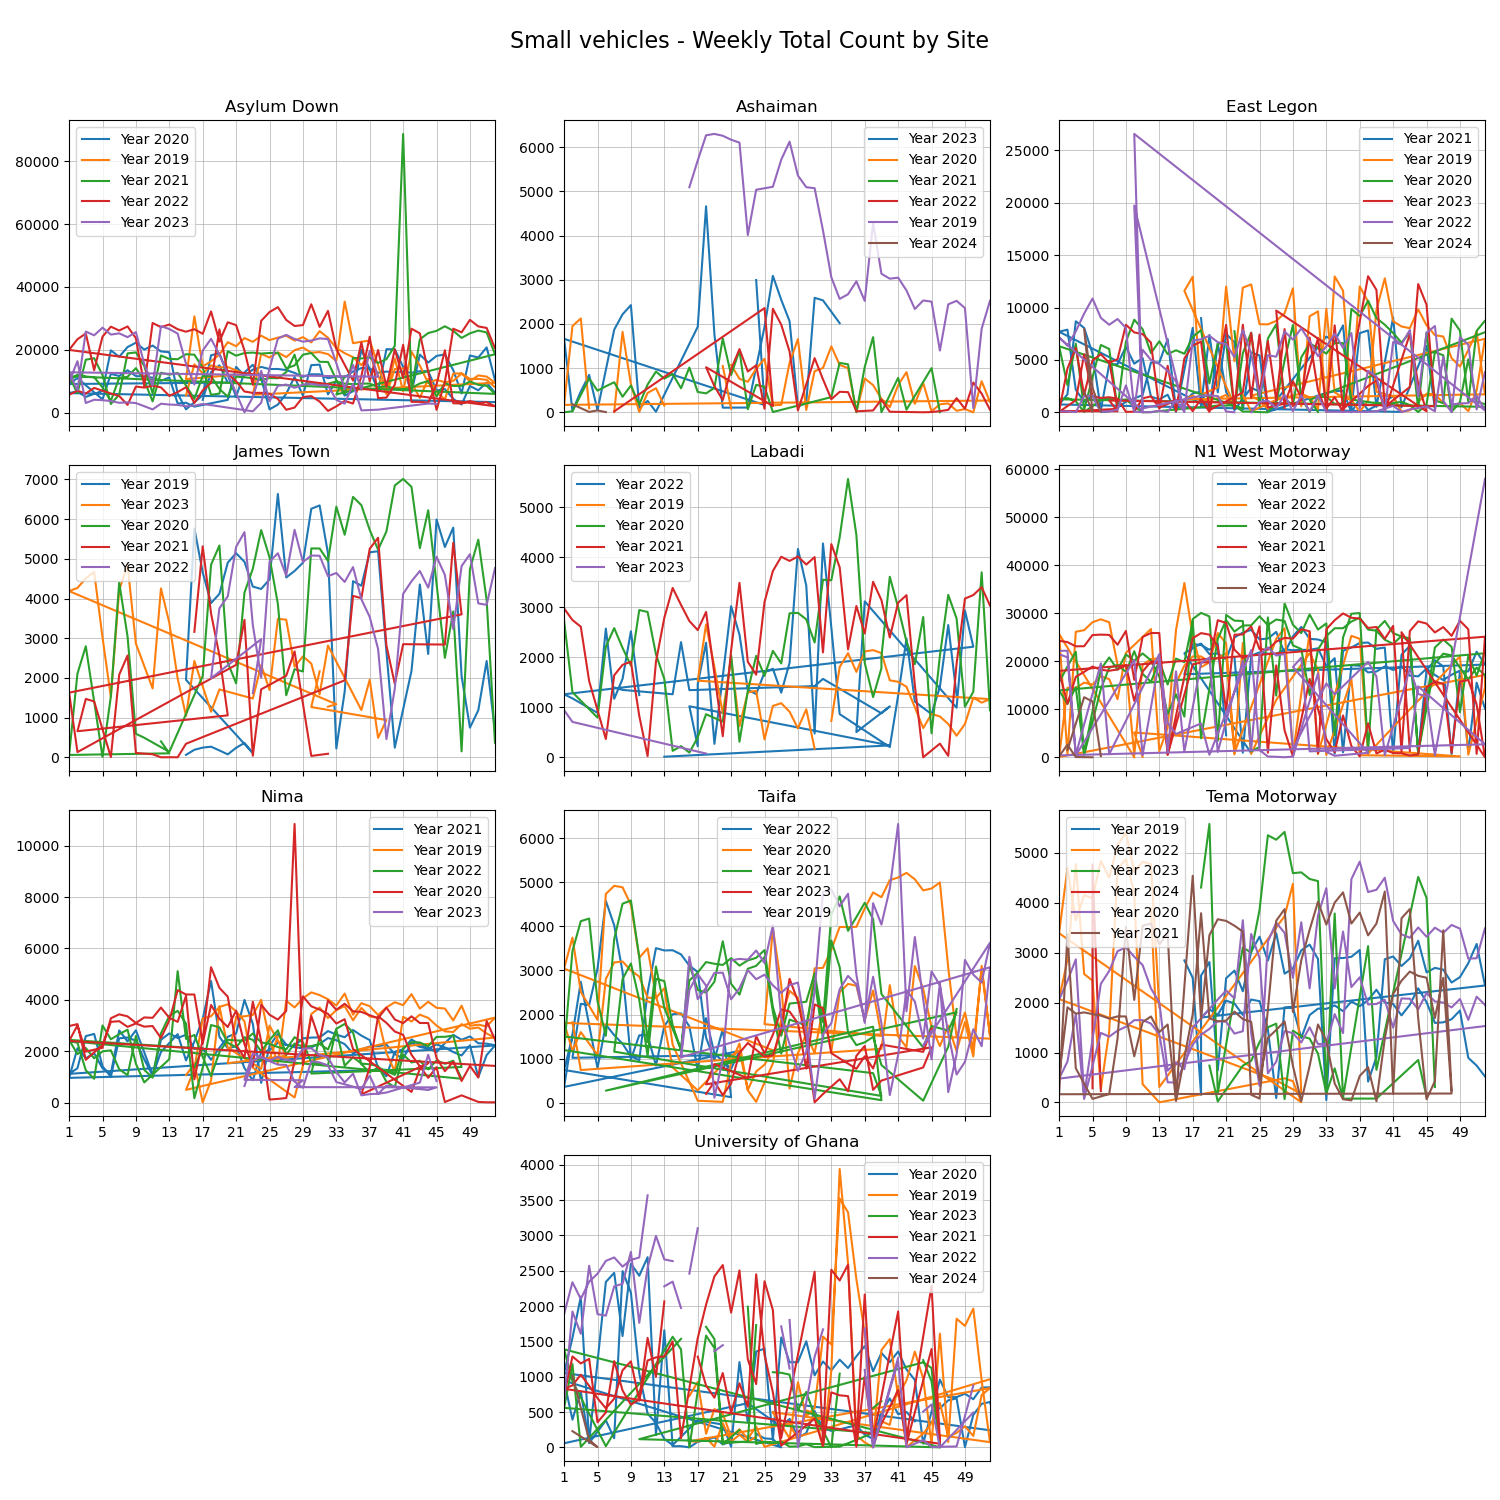 Small vehicles - Weekly Total Count by Site
Asylum Down
80000
60000
40000
20000
0
Year 2020
Year 2019
Year 2021
Year 2022
Year 2023
Ashaiman
6000
5000
4000
3000
2000
1000
0
Year 2023
Year 2020
Year 2021
Year 2022
Year 2019
Year 2024
East Legon
25000
20000
15000
10000
5000
0
Year 2021
Year 2019
Year 2020
Year 2023
Year 2022
Year 2024
James Town
7000
6000
5000
4000
3000
2000
1000
0
Year 2019
Year 2023
Year 2020
Year 2021
Year 2022
Labadi
5000
4000
3000
2000
1000
0
Year 2022
Year 2019
Year 2020
Year 2021
Year 2023
N1 West Motorway
60000
50000
40000
30000
20000
10000
0
Year 2019
Year 2022
Year 2020
Year 2021
Year 2023
Year 2024
Nima
10000
8000
6000
4000
2000
0
Year 2021
Year 2019
Year 2022
Year 2020
Year 2023
1 5 9 13 17 21 25 29 33 37 41 45 49
Taifa
6000
5000
4000
3000
2000
1000
0
Year 2022
Year 2020
Year 2021
Year 2023
Year 2019
Tema Motorway
5000
4000
3000
2000
1000
0
Year 2019
Year 2022
Year 2023
Year 2024
Year 2020
Year 2021
1 5 9 13 17 21 25 29 33 37 41 45 49
University of Ghana
4000
3500
3000
2500
2000
1500
1000
500
0
Year 2020
Year 2019
Year 2023
Year 2021
Year 2022
Year 2024
1 5 9 13 17 21 25 29 33 37 41 45 49